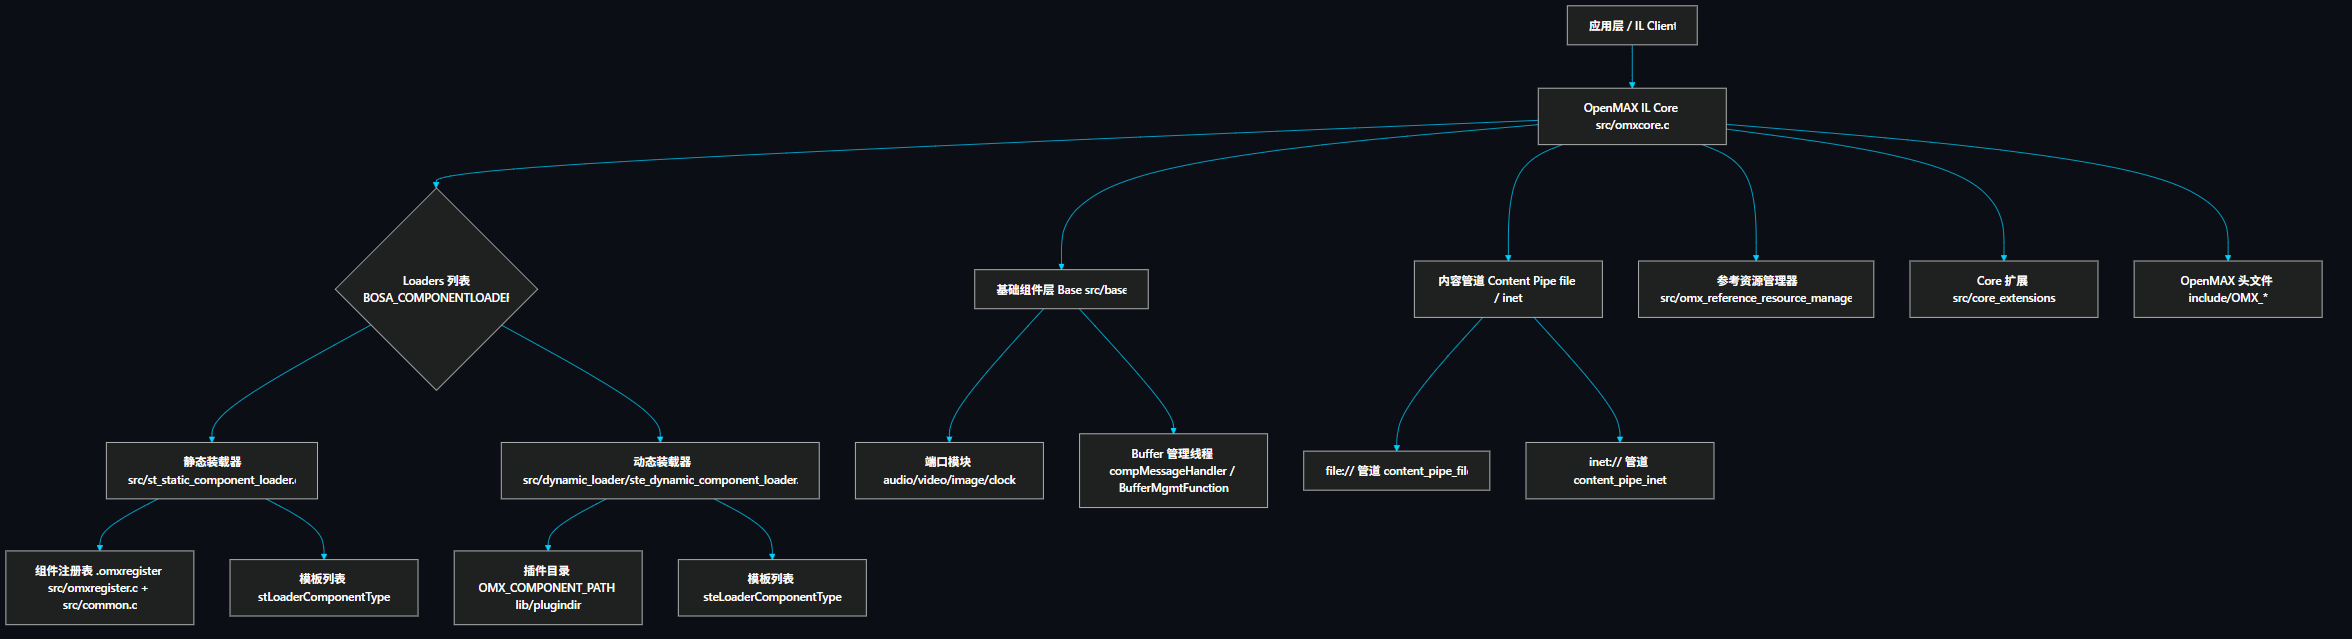 应用层 / IL Client
OpenMAX IL Core
src/omxcore.c
Loaders 列表
BOSA_COMPONENTLOADER
基础组件层 Base src/base
内容管道 Content Pipe file
/ inet
参考资源管理器
src/omx_reference_resource_manage
Core 扩展
src/core_extensions
OpenMAX 头文件
include/OMX_*
静态装载器
src/st_static_component_loader.c
动态装载器
src/dynamic_loader/ste_dynamic_component_loader.
端口模块
audio/video/image/clock
Buffer 管理线程
compMessageHandler /
BufferMgmtFunction
file:// 管道 content_pipe_file
inet:// 管道
content_pipe_inet
组件注册表 .omxregister
src/omxregister.c +
src/common.c
模板列表
stLoaderComponentType
插件目录
OMX_COMPONENT_PATH
lib/plugindir
模板列表
steLoaderComponentType